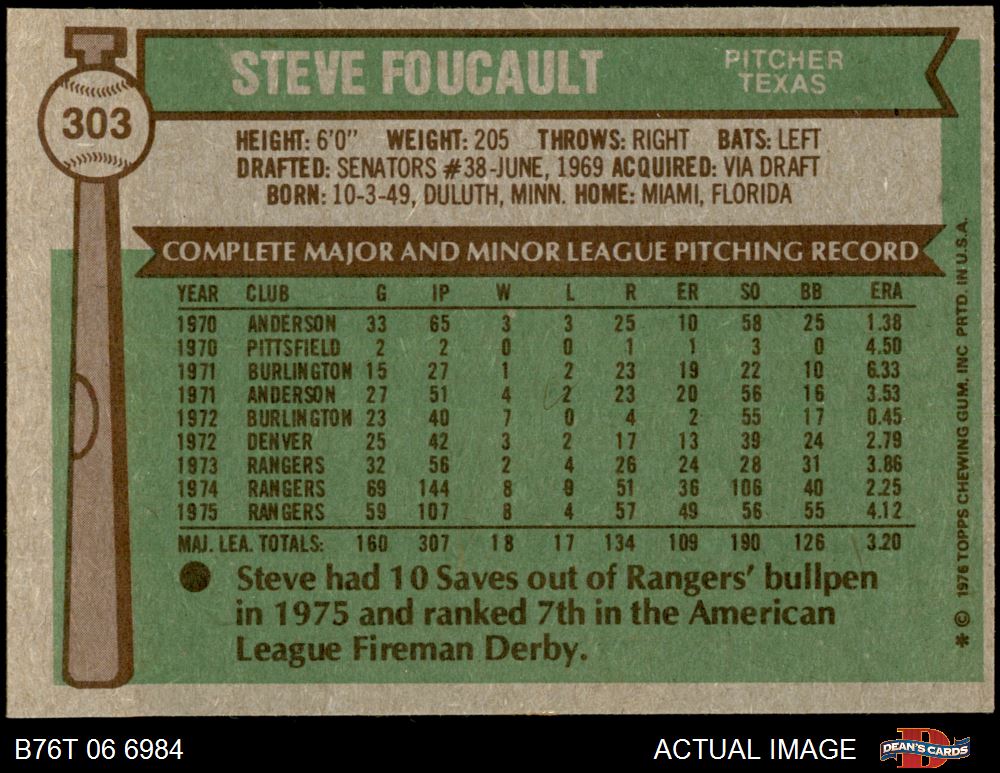 303
STEVE FOUCAULT
PITCHER
TEXAS
HEIGHT: 6'0" WEIGHT: 205 THROWS: RIGHT BATS: LEFT
DRAFTED: SENATORS #38-JUNE, 1969 ACQUIRED: VIA DRAFT
BORN: 10-3-49, DULUTH, MINN. HOME: MIAMI, FLORIDA
COMPLETE MAJOR AND MINOR LEAGUE PITCHING RECORD
YEAR CLUB G IP W L R ER SO BB ERA
1970 ANDERSON 33 65 3 3 25 10 58 25 1.38
1970 PITTSFIELD 2 2 0 0 1 1 3 0 4.50
1971 BURLINGTON 15 27 1 2 23 19 22 10 6.33
1971 ANDERSON 27 51 4 2 23 20 56 16 3.53
1972 BURLINGTON 23 40 7 0 4 2 55 17 0.45
1972 DENVER 25 42 3 2 17 13 39 24 2.79
1973 RANGERS 32 56 2 4 26 24 28 31 3.86
1974 RANGERS 69 144 8 9 51 36 106 40 2.25
1975 RANGERS 59 107 8 4 57 49 56 55 4.12
MAJ. LEA. TOTALS: 160 307 18 17 134 109 190 126 3.20
Steve had 10 Saves out of Rangers' bullpen
in 1975 and ranked 7th in the American
League Fireman Derby.
* © 1976 TOPPS CHEWING GUM, INC PRTD. IN U.S.A.
B76T 06 6984
ACTUAL IMAGE
DEAN'S CARDS